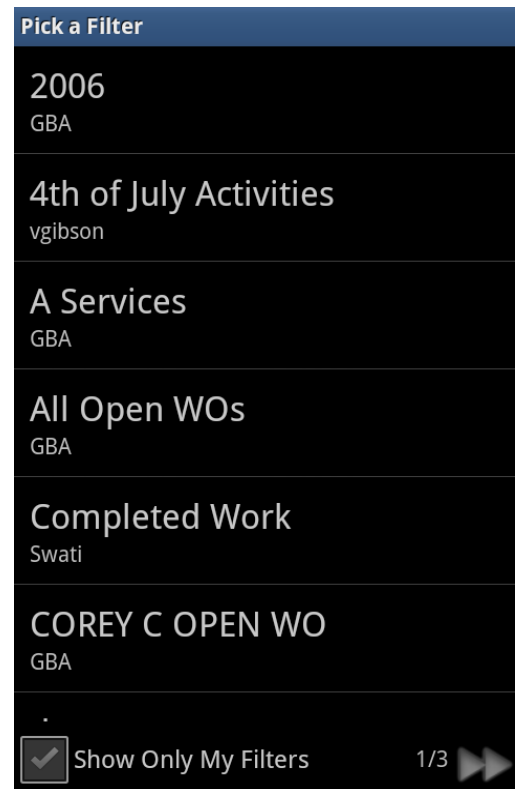 Pick a Filter
2006
GBA
4th of July Activities
vgibson
A Services
GBA
All Open WOs
GBA
Completed Work
Swati
COREY C OPEN WO
GBA
Show Only My Filters 1/3